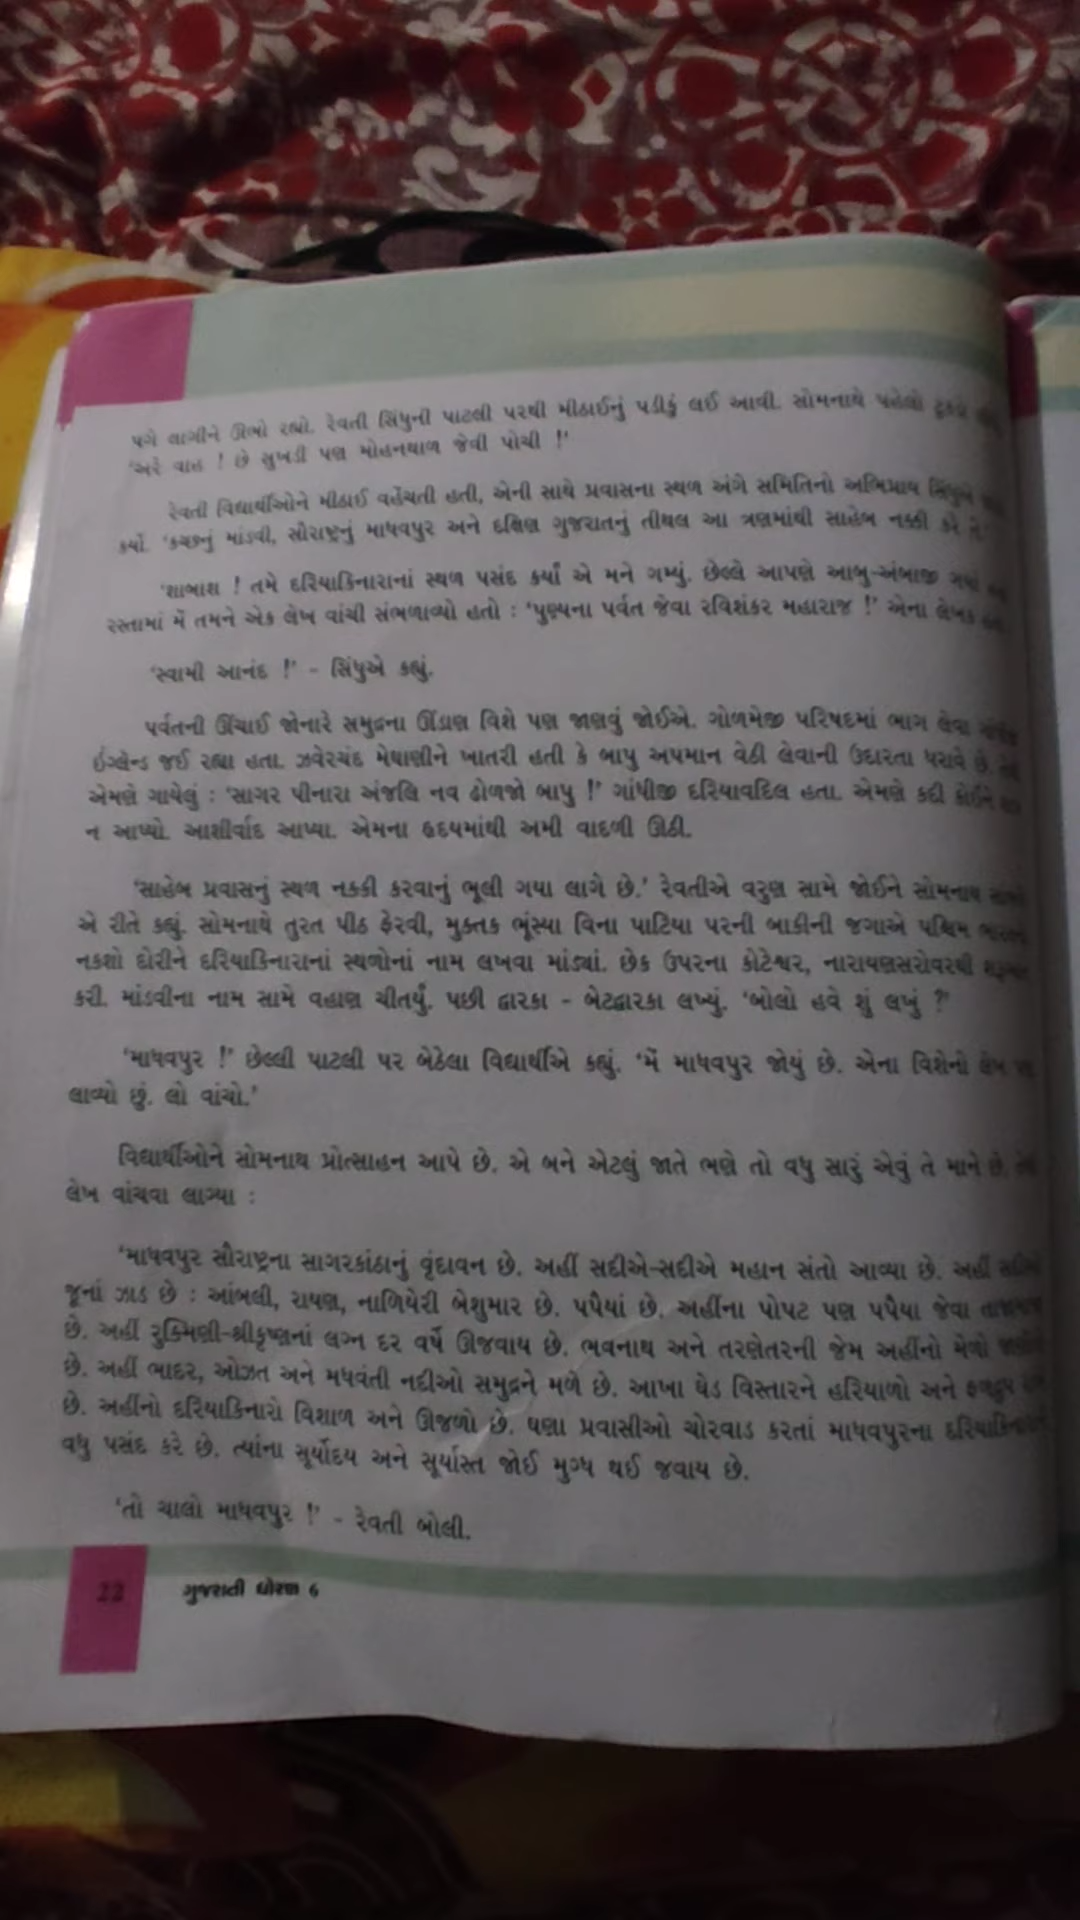 પગે લાગીને ઊભો રહ્યો. રેવતી સિંધુની પાટલી પરથી મીઠાઈનું પડીકું લઈ આવી. સોમનાથે પહેલો ટુકડો
'અરે વાહ ! છે સુખડી પણ મોહનથાળ જેવી પોચી !'
રેવતી વિદ્યાર્થીઓને મીઠાઈ વહેંચતી હતી, એની સાથે પ્રવાસના સ્થળ અંગે સમિતિનો અભિપ્રાય સિંધુએ
કર્યો. 'કચ્છનું માંડવી, સૌરાષ્ટ્રનું માધવપુર અને દક્ષિણ ગુજરાતનું તીથલ આ ત્રણમાંથી સાહેબ નક્કી કરે તે.'
'શાબાશ ! તમે દરિયાકિનારાનાં સ્થળ પસંદ કર્યાં એ મને ગમ્યું. છેલ્લે આપણે આબુ-અંબાજી ગયાં
રસ્તામાં મેં તમને એક લેખ વાંચી સંભળાવ્યો હતો : 'પુણ્યના પર્વત જેવા રવિશંકર મહારાજ !' એના લેખક
'સ્વામી આનંદ !' - સિંધુએ કહ્યું.
પર્વતની ઊંચાઈ જોનારે સમુદ્રના ઊંડાણ વિશે પણ જાણવું જોઈએ. ગોળમેજી પરિષદમાં ભાગ લેવા
ઇંગ્લેન્ડ જઈ રહ્યા હતા. ઝવેરચંદ મેઘાણીને ખાતરી હતી કે બાપુ અપમાન વેઠી લેવાની ઉદારતા ધરાવે છે.
એમણે ગાયેલું : 'સાગર પીનારા અંજલિ નવ ઢોળજો બાપુ !' ગાંધીજી દરિયાવદિલ હતા. એમણે કદી કોઈને
ન આપ્યો. આશીર્વાદ આપ્યા. એમના હૃદયમાંથી અમી વાદળી ઊઠી.
'સાહેબ પ્રવાસનું સ્થળ નક્કી કરવાનું ભૂલી ગયા લાગે છે.' રેવતીએ વરુણ સામે જોઈને સોમનાથ
એ રીતે કહ્યું. સોમનાથે તુરત પીઠ ફેરવી, મુક્તક ભૂંસ્યા વિના પાટિયા પરની બાકીની જગાએ પશ્ચિમ
નકશો દોરીને દરિયાકિનારાનાં સ્થળોનાં નામ લખવા માંડ્યાં. છેક ઉપરના કોટેશ્વર, નારાયણસરોવરથી
કરી. માંડવીના નામ સામે વહાણ ચીતર્યું. પછી દ્વારકા - બેટદ્વારકા લખ્યું. 'બોલો હવે શું લખું ?'
'માધવપુર !' છેલ્લી પાટલી પર બેઠેલા વિદ્યાર્થીએ કહ્યું. 'મેં માધવપુર જોયું છે. એના વિશેનો લેખ
લાવ્યો છું. લો વાંચો.'
વિદ્યાર્થીઓને સોમનાથ પ્રોત્સાહન આપે છે. એ બને એટલું જાતે ભણે તો વધુ સારું એવું તે માને છે.
લેખ વાંચવા લાગ્યા :
'માધવપુર સૌરાષ્ટ્રના સાગરકાંઠાનું વૃંદાવન છે. અહીં સદીએ-સદીએ મહાન સંતો આવ્યા છે. અહીં
જૂનાં ઝાડ છે : આંબલી, રાયણ, નાળિયેરી બેશુમાર છે. પપૈયાં છે. અહીંના પોપટ પણ પપૈયા જેવા
છે. અહીં રુક્મિણી-શ્રીકૃષ્ણનાં લગ્ન દર વર્ષે ઊજવાય છે. ભવનાથ અને તરણેતરની જેમ અહીંનો મેળો
છે. અહીં ભાદર, ઓઝત અને મધવંતી નદીઓ સમુદ્રને મળે છે. આખા ઘેડ વિસ્તારને હરિયાળો અને ફળદ્રુપ
છે. અહીંનો દરિયાકિનારો વિશાળ અને ઊજળો છે. ઘણા પ્રવાસીઓ ચોરવાડ કરતાં માધવપુરના
વધુ પસંદ કરે છે. ત્યાંના સૂર્યોદય અને સૂર્યાસ્ત જોઈ મુગ્ધ થઈ જવાય છે.
'તો ચાલો માધવપુર !' - રેવતી બોલી.
22 ગુજરાતી ધોરણ 6